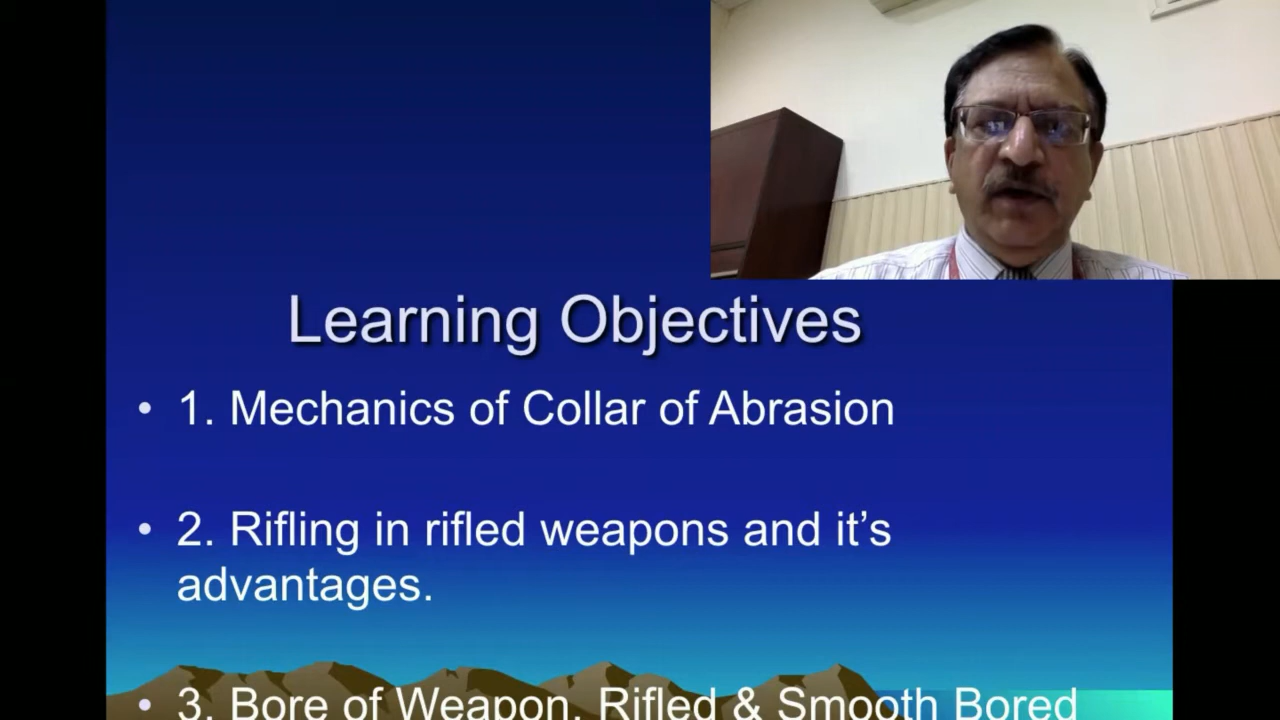 Learning Objectives
• 1. Mechanics of Collar of Abrasion
• 2. Rifling in rifled weapons and it's
advantages.
• 3. Bore of Weapon, Rifled & Smooth Bored